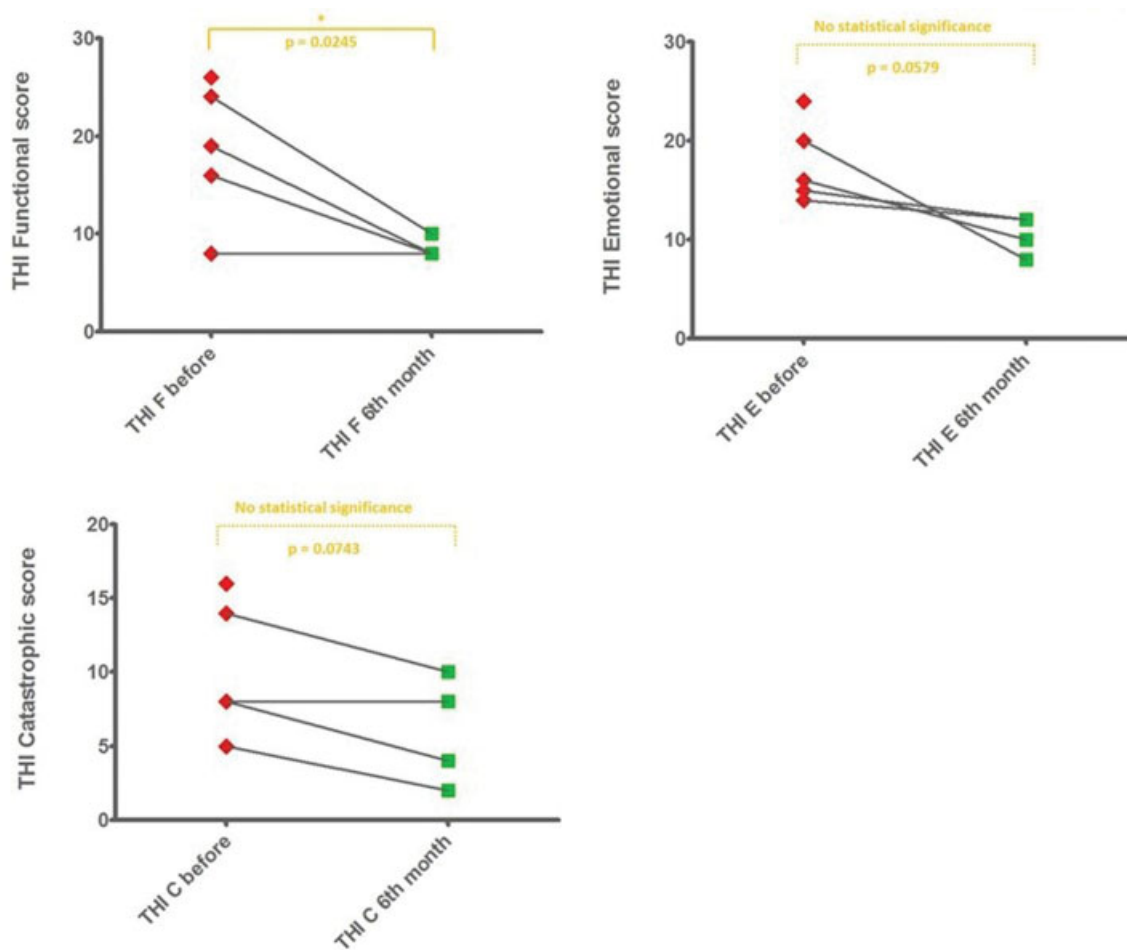 *
p = 0.0245
30
20
10
0
THI Functional score
THI F before
THI F 6th month
No statistical significance
p = 0.0579
30
20
10
0
THI Emotional score
THI E before
THI E 6th month
No statistical significance
p = 0.0743
20
15
10
5
0
THI Catastrophic score
THI C before
THI C 6th month